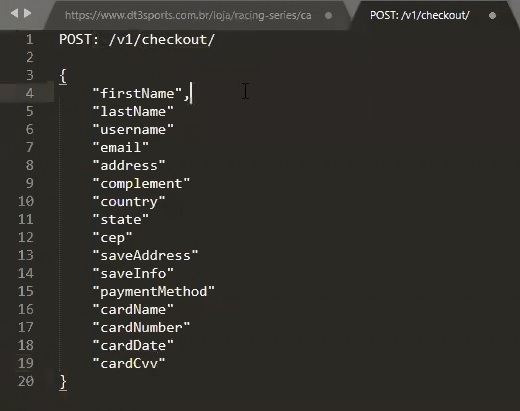 https://www.dt3sports.com.br/loja/racing-series/ca
POST: /v1/checkout/
1 POST: /v1/checkout/
2
3 {
4 "firstName",
5 "lastName"
6 "username"
7 "email"
8 "address"
9 "complement"
10 "country"
11 "state"
12 "cep"
13 "saveAddress"
14 "saveInfo"
15 "paymentMethod"
16 "cardName"
17 "cardNumber"
18 "cardDate"
19 "cardCvv"
20 }